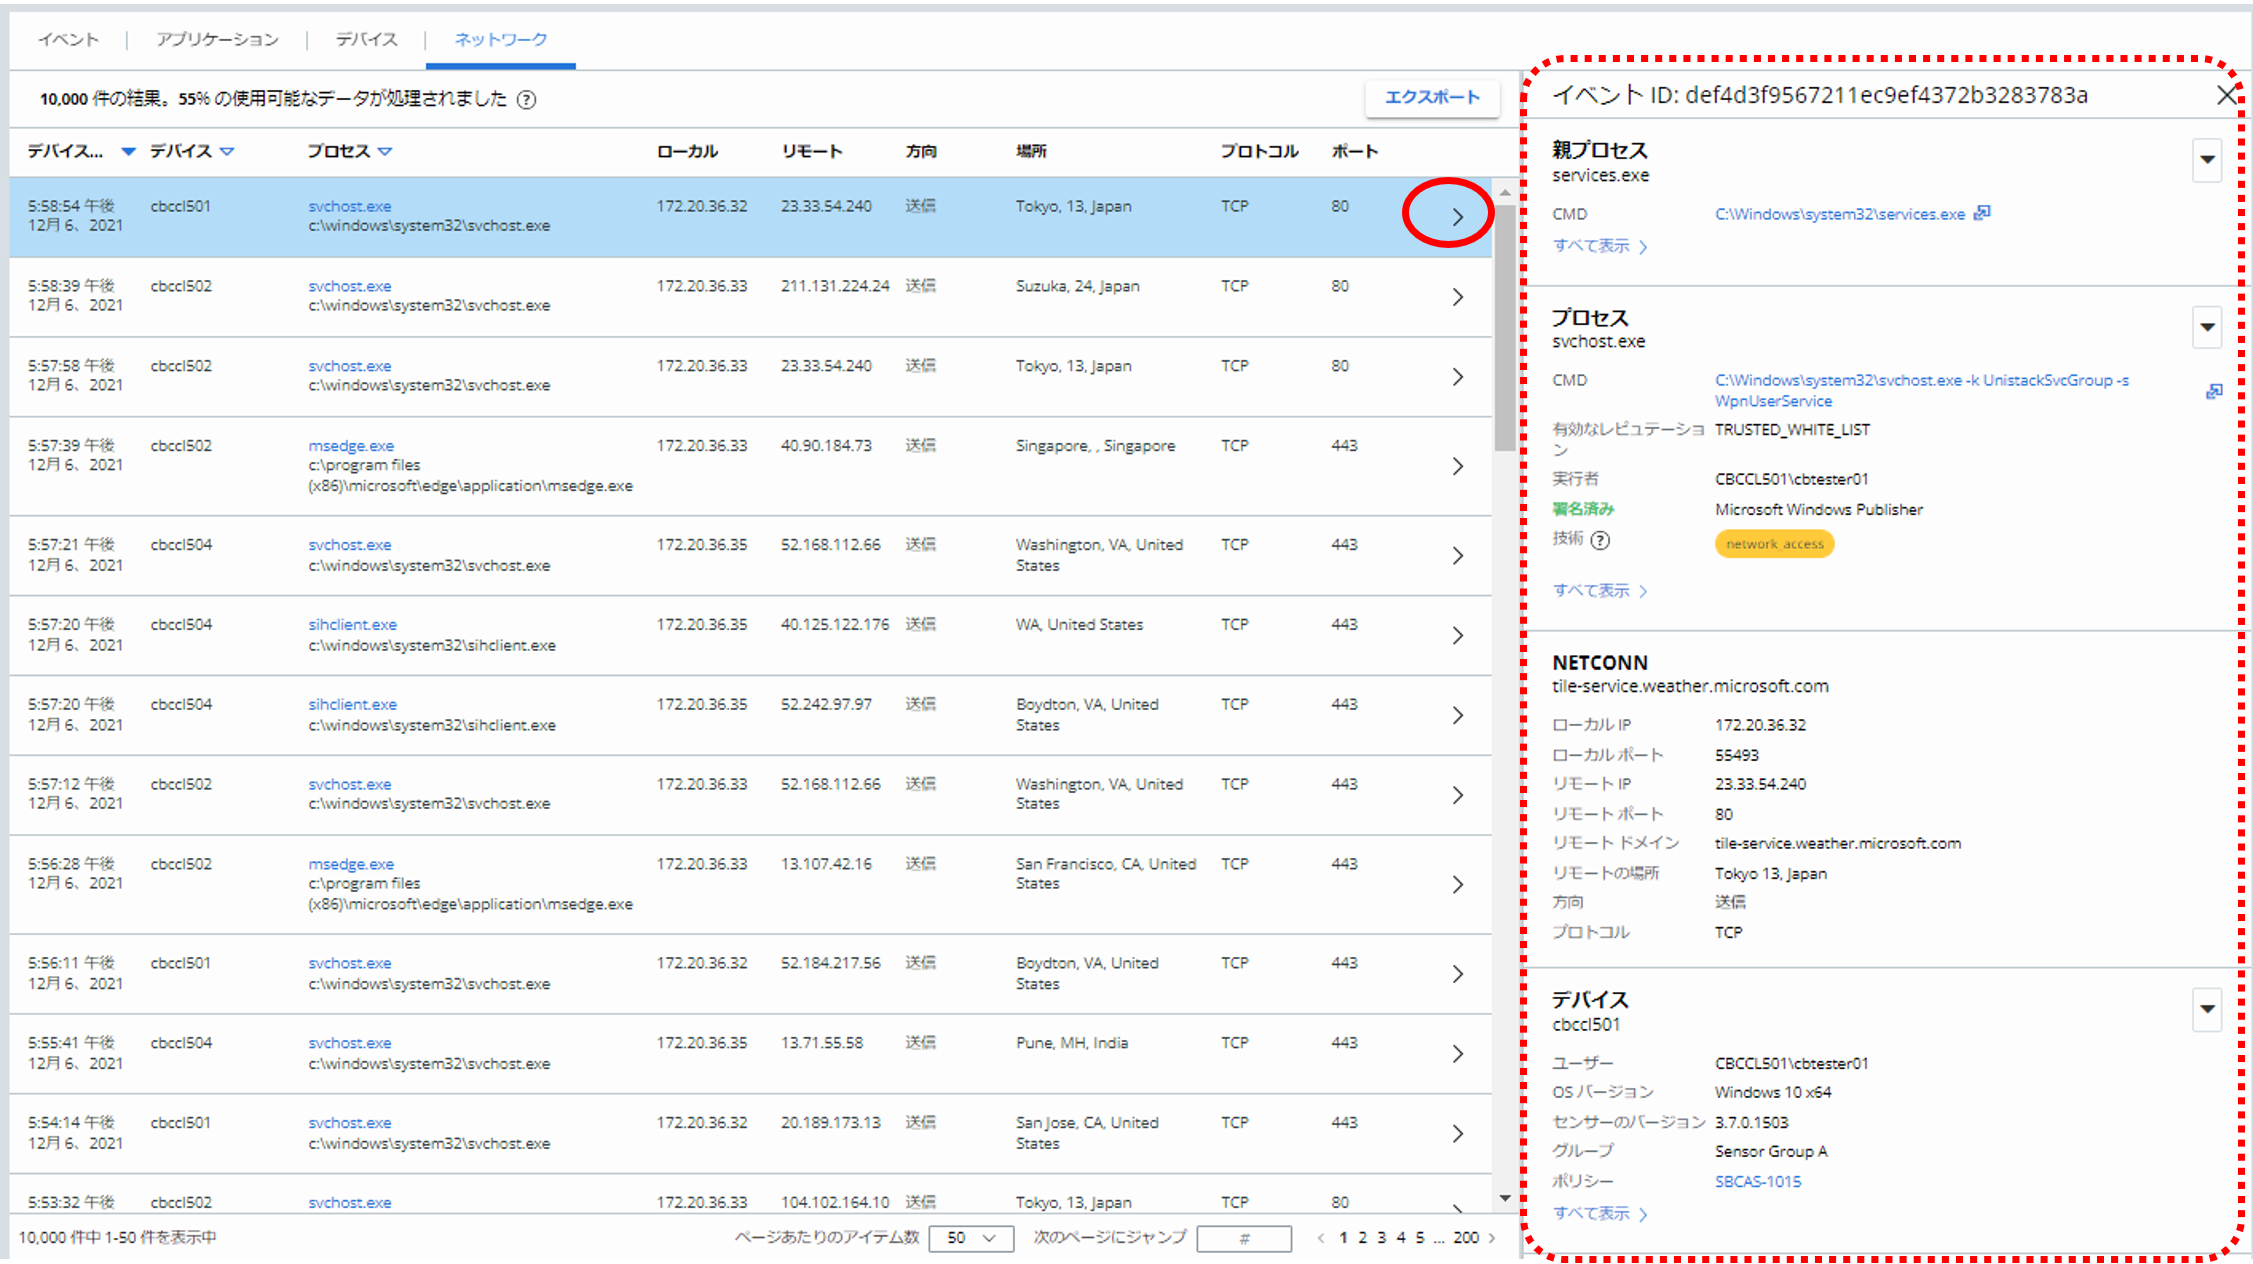 イベント | アプリケーション | デバイス | ネットワーク
10,000 件の結果。55% の使用可能なデータが処理されました ?
エクスポート
デバイス... デバイス プロセス ローカル リモート 方向 場所 プロトコル ポート
5:58:54 午後 cbccl501 svchost.exe 172.20.36.32 23.33.54.240 送信 Tokyo, 13, Japan TCP 80
12月 6、2021 c:\windows\system32\svchost.exe
5:58:39 午後 cbccl502 svchost.exe 172.20.36.33 211.131.224.24 送信 Suzuka, 24, Japan TCP 80
12月 6、2021 c:\windows\system32\svchost.exe
5:57:58 午後 cbccl502 svchost.exe 172.20.36.33 23.33.54.240 送信 Tokyo, 13, Japan TCP 80
12月 6、2021 c:\windows\system32\svchost.exe
5:57:39 午後 cbccl502 msedge.exe 172.20.36.33 40.90.184.73 送信 Singapore, , Singapore TCP 443
12月 6、2021 c:\program files
(x86)\microsoft\edge\application\msedge.exe
5:57:21 午後 cbccl504 svchost.exe 172.20.36.35 52.168.112.66 送信 Washington, VA, United TCP 443
12月 6、2021 c:\windows\system32\svchost.exe States
5:57:20 午後 cbccl504 sihclient.exe 172.20.36.35 40.125.122.176 送信 WA, United States TCP 443
12月 6、2021 c:\windows\system32\sihclient.exe
5:57:20 午後 cbccl504 sihclient.exe 172.20.36.35 52.242.97.97 送信 Boydton, VA, United TCP 443
12月 6、2021 c:\windows\system32\sihclient.exe States
5:57:12 午後 cbccl502 svchost.exe 172.20.36.33 52.168.112.66 送信 Washington, VA, United TCP 443
12月 6、2021 c:\windows\system32\svchost.exe States
5:56:28 午後 cbccl502 msedge.exe 172.20.36.33 13.107.42.16 送信 San Francisco, CA, United TCP 443
12月 6、2021 c:\program files States
(x86)\microsoft\edge\application\msedge.exe
5:56:11 午後 cbccl501 svchost.exe 172.20.36.32 52.184.217.56 送信 Boydton, VA, United TCP 443
12月 6、2021 c:\windows\system32\svchost.exe States
5:55:41 午後 cbccl504 svchost.exe 172.20.36.35 13.71.55.58 送信 Pune, MH, India TCP 443
12月 6、2021 c:\windows\system32\svchost.exe
5:54:14 午後 cbccl501 svchost.exe 172.20.36.32 20.189.173.13 送信 San Jose, CA, United TCP 443
12月 6、2021 c:\windows\system32\svchost.exe States
5:53:32 午後 cbccl502 svchost.exe 172.20.36.33 104.102.164.10 送信 Tokyo, 13, Japan TCP 80
10,000 件中 1-50 件を表示中 ページあたりのアイテム数 50 次のページにジャンプ # < 1 2 3 4 5 ... 200 >
イベント ID: def4d3f9567211ec9ef4372b3283783a
親プロセス
services.exe
CMD C:\Windows\system32\services.exe
すべて表示 >
プロセス
svchost.exe
CMD C:\Windows\system32\svchost.exe -k UnistackSvcGroup -s
WpnUserService
有効なレピュテーショ TRUSTED_WHITE_LIST
ン
実行者 CBCCL501\cbtester01
署名済み Microsoft Windows Publisher
技術 ? network_access
すべて表示 >
NETCONN
tile-service.weather.microsoft.com
ローカル IP 172.20.36.32
ローカル ポート 55493
リモート IP 23.33.54.240
リモート ポート 80
リモート ドメイン tile-service.weather.microsoft.com
リモートの場所 Tokyo 13, Japan
方向 送信
プロトコル TCP
デバイス
cbccl501
ユーザー CBCCL501\cbtester01
OS バージョン Windows 10 x64
センサーのバージョン 3.7.0.1503
グループ Sensor Group A
ポリシー SBCAS-1015
すべて表示 >